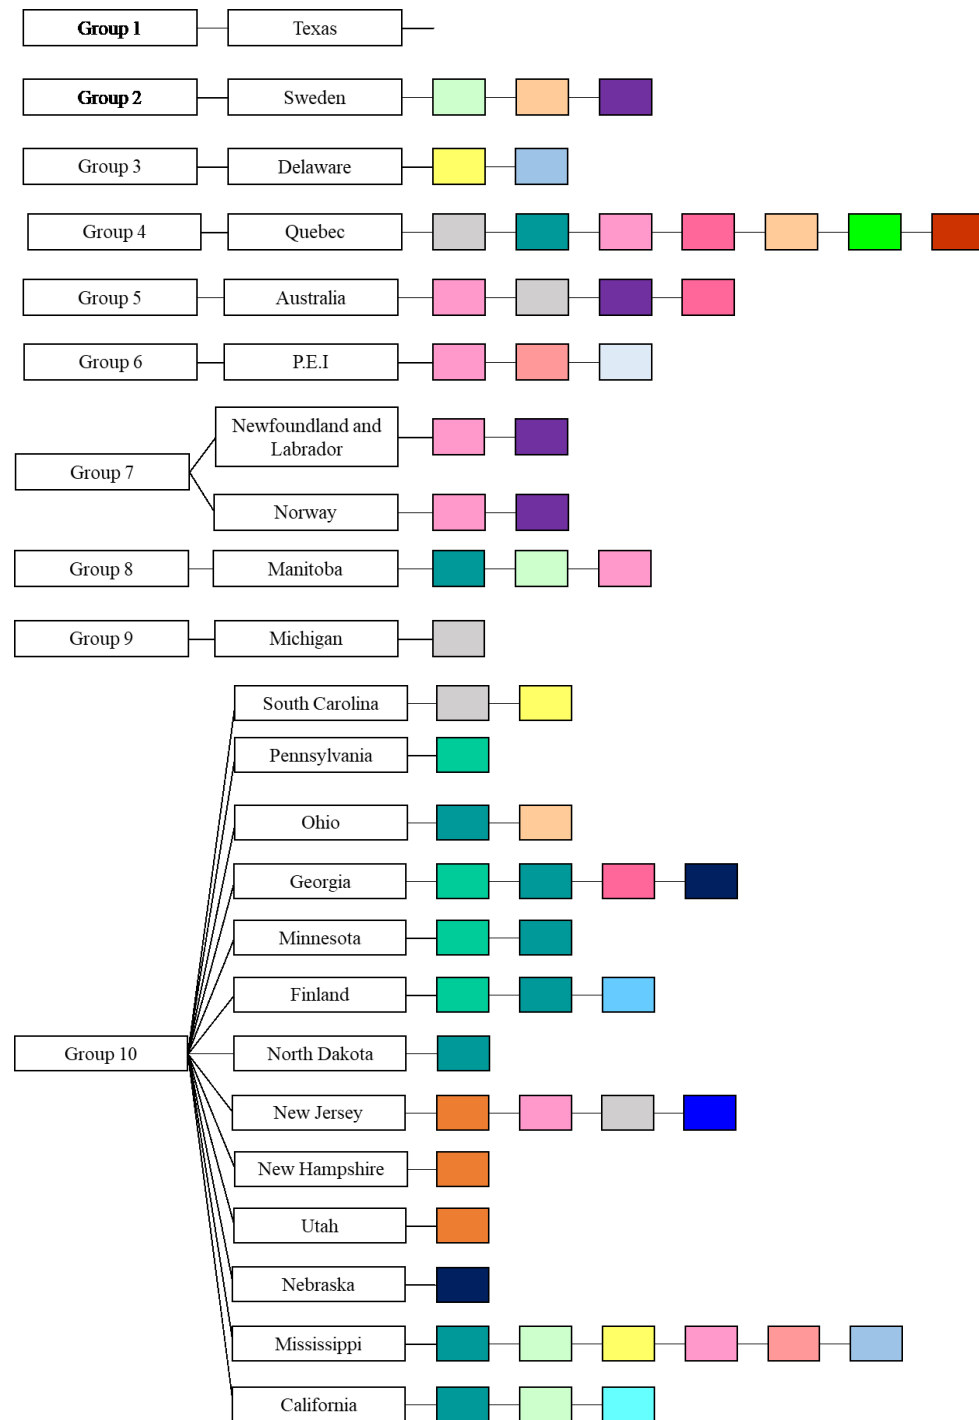 Group 1
Texas
Group 2
Sweden
Group 3
Delaware
Group 4
Quebec
Group 5
Australia
Group 6
P.E.I
Group 7
Newfoundland and
Labrador
Norway
Group 8
Manitoba
Group 9
Michigan
Group 10
South Carolina
Pennsylvania
Ohio
Georgia
Minnesota
Finland
North Dakota
New Jersey
New Hampshire
Utah
Nebraska
Mississippi
California